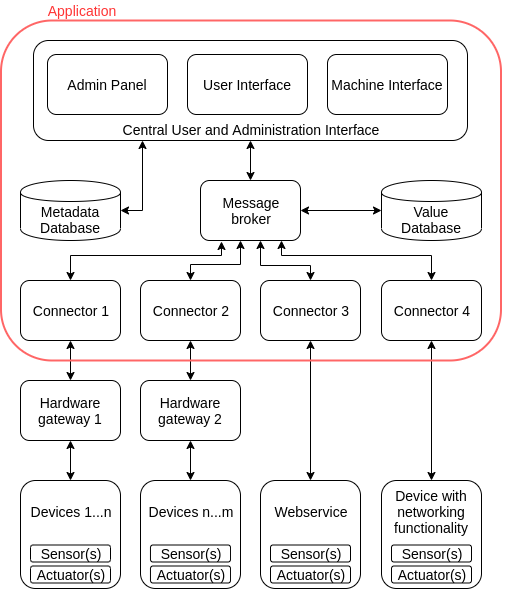 Application
Admin Panel
User Interface
Machine Interface
Central User and Administration Interface
Metadata
Database
Message
broker
Value
Database
Connector 1
Connector 2
Connector 3
Connector 4
Hardware
gateway 1
Hardware
gateway 2
Devices 1...n
Devices n...m
Webservice
Device with
networking
functionality
Sensor(s)
Sensor(s)
Sensor(s)
Sensor(s)
Actuator(s)
Actuator(s)
Actuator(s)
Actuator(s)